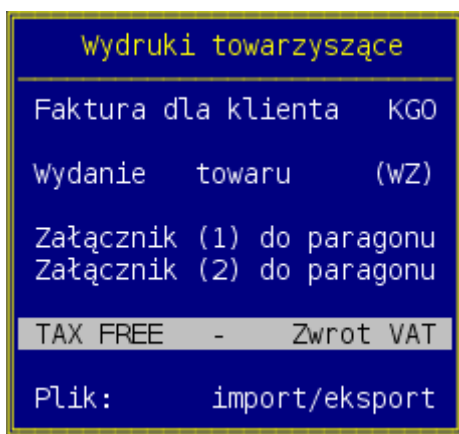 Wydruki towarzyszące
Faktura dla klienta KGO
Wydanie towaru (WZ)
Załącznik (1) do paragonu
Załącznik (2) do paragonu
TAX FREE - Zwrot VAT
Plik: import/eksport